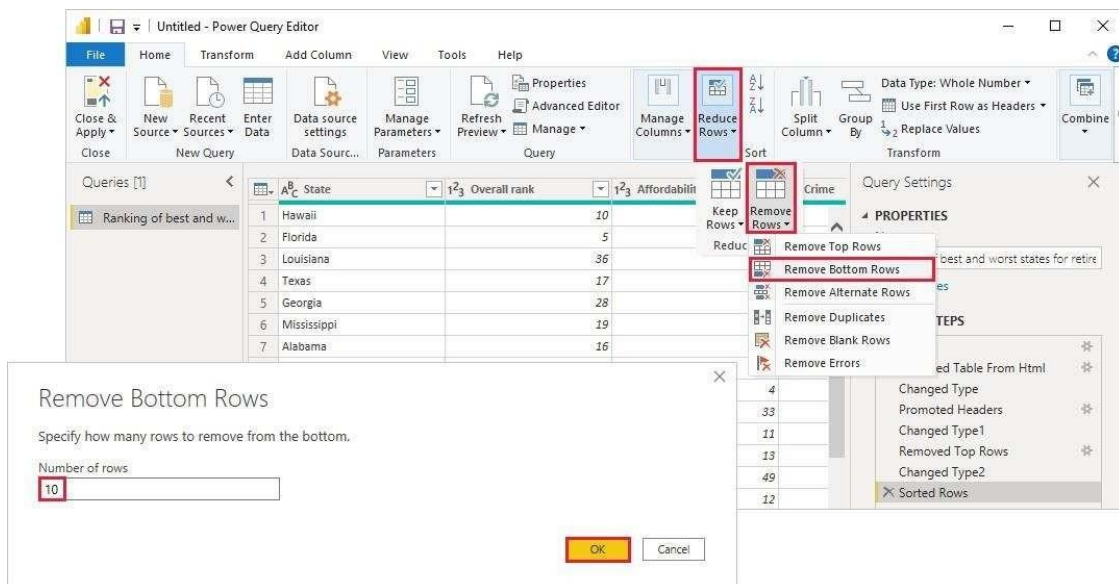 Untitled - Power Query Editor
File Home Transform Add Column View Tools Help
Close & Apply
New Source
Recent Sources
Enter Data
Data source settings
Manage Parameters
Refresh Preview
Properties
Advanced Editor
Manage
Manage Columns
Reduce Rows
Split Column
Group By
Data Type: Whole Number
Use First Row as Headers
Replace Values
Combine
Close New Query Data Sourc... Parameters Query Sort Transform
Queries [1]
Ranking of best and w...
State Overall rank Crime
1 Hawaii 10
2 Florida 5
3 Louisiana 36
4 Texas 17
5 Georgia 28
6 Mississippi 19
7 Alabama 16
4
33
11
13
49
12
Keep Rows
Remove Rows
Remove Top Rows
Remove Bottom Rows
Remove Alternate Rows
Remove Duplicates
Remove Blank Rows
Remove Errors
Query Settings
PROPERTIES
best and worst states for retire
Changed Type
Promoted Headers
Changed Type1
Removed Top Rows
Changed Type2
Sorted Rows
Remove Bottom Rows
Specify how many rows to remove from the bottom.
Number of rows
10
OK Cancel